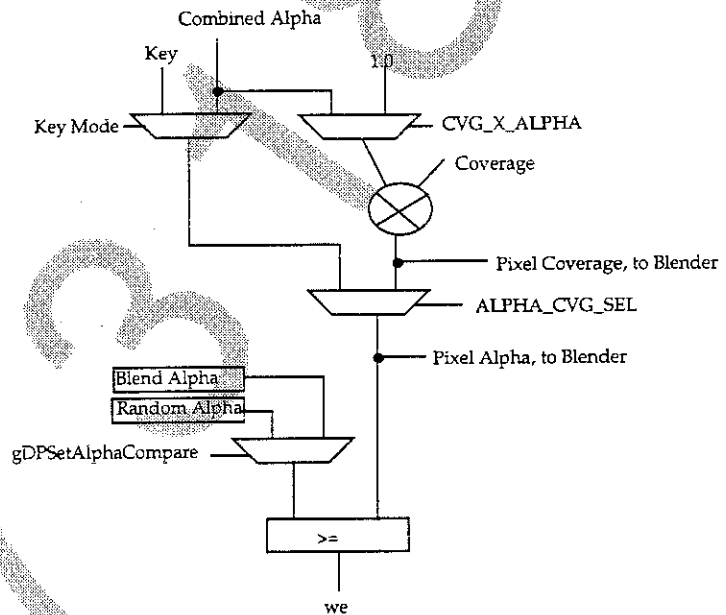 Combined Alpha
Key
1.0
Key Mode
CVG_X_ALPHA
Coverage
Pixel Coverage, to Blender
ALPHA_CVG_SEL
Pixel Alpha, to Blender
Blend Alpha
Random Alpha
gDPSetAlphaCompare
>=
we